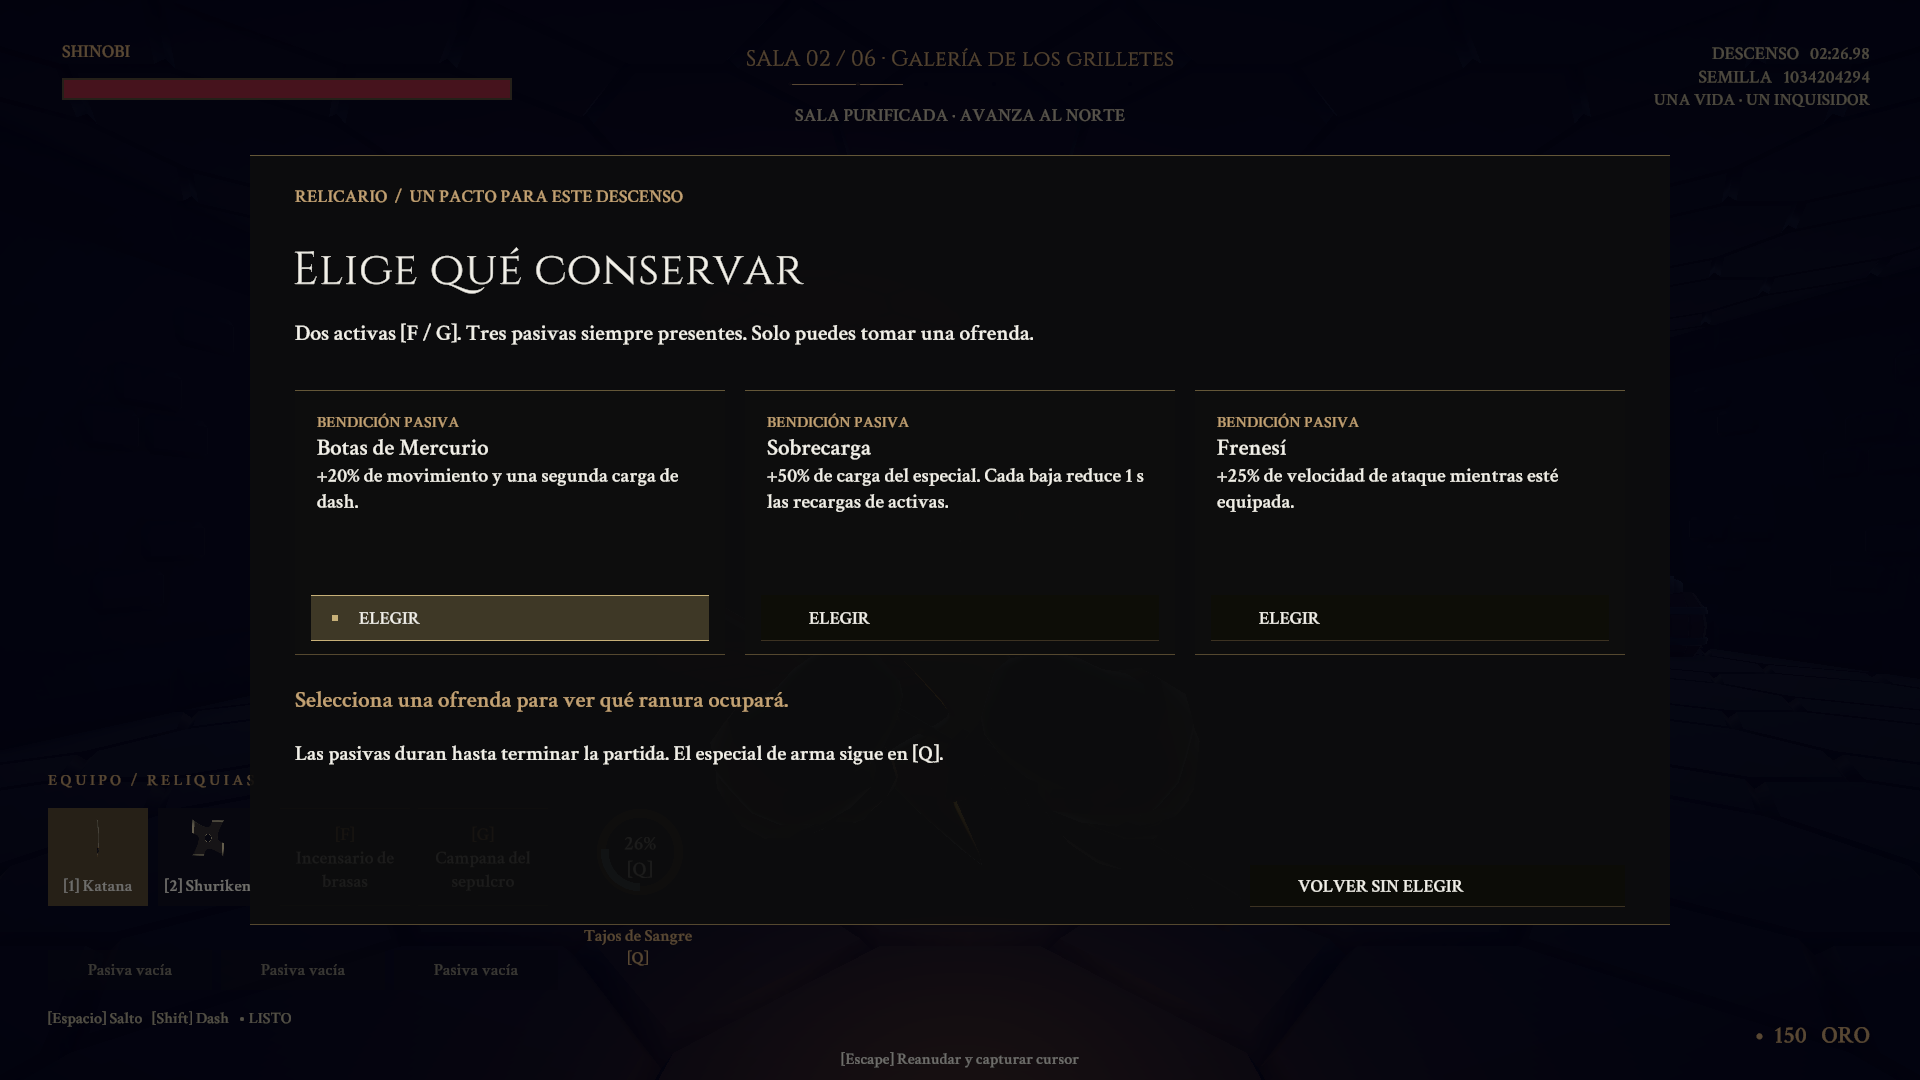 SHINOBI
SALA 02 / 06 · GALERÍA DE LOS GRILLETES
SALA PURIFICADA · AVANZA AL NORTE
DESCENSO 02:26.98
SEMILLA 1034204294
UNA VIDA · UN INQUISIDOR
RELICARIO / UN PACTO PARA ESTE DESCENSO
ELIGE QUÉ CONSERVAR
Dos activas [F / G]. Tres pasivas siempre presentes. Solo puedes tomar una ofrenda.
BENDICIÓN PASIVA
Botas de Mercurio
+20% de movimiento y una segunda carga de
dash.
ELEGIR
BENDICIÓN PASIVA
Sobrecarga
+50% de carga del especial. Cada baja reduce 1 s
las recargas de activas.
ELEGIR
BENDICIÓN PASIVA
Frenesí
+25% de velocidad de ataque mientras esté
equipada.
ELEGIR
Selecciona una ofrenda para ver qué ranura ocupará.
Las pasivas duran hasta terminar la partida. El especial de arma sigue en [Q].
EQUIPO / RELIQUIAS
[1] Katana
[2] Shuriken
[F]
Incensario de
brasas
[G]
Campana del
sepulcro
26%
[Q]
Tajos de Sangre
[Q]
VOLVER SIN ELEGIR
Pasiva vacía
Pasiva vacía
Pasiva vacía
[Espacio] Salto [Shift] Dash • LISTO
• 150 ORO
[Escape] Reanudar y capturar cursor